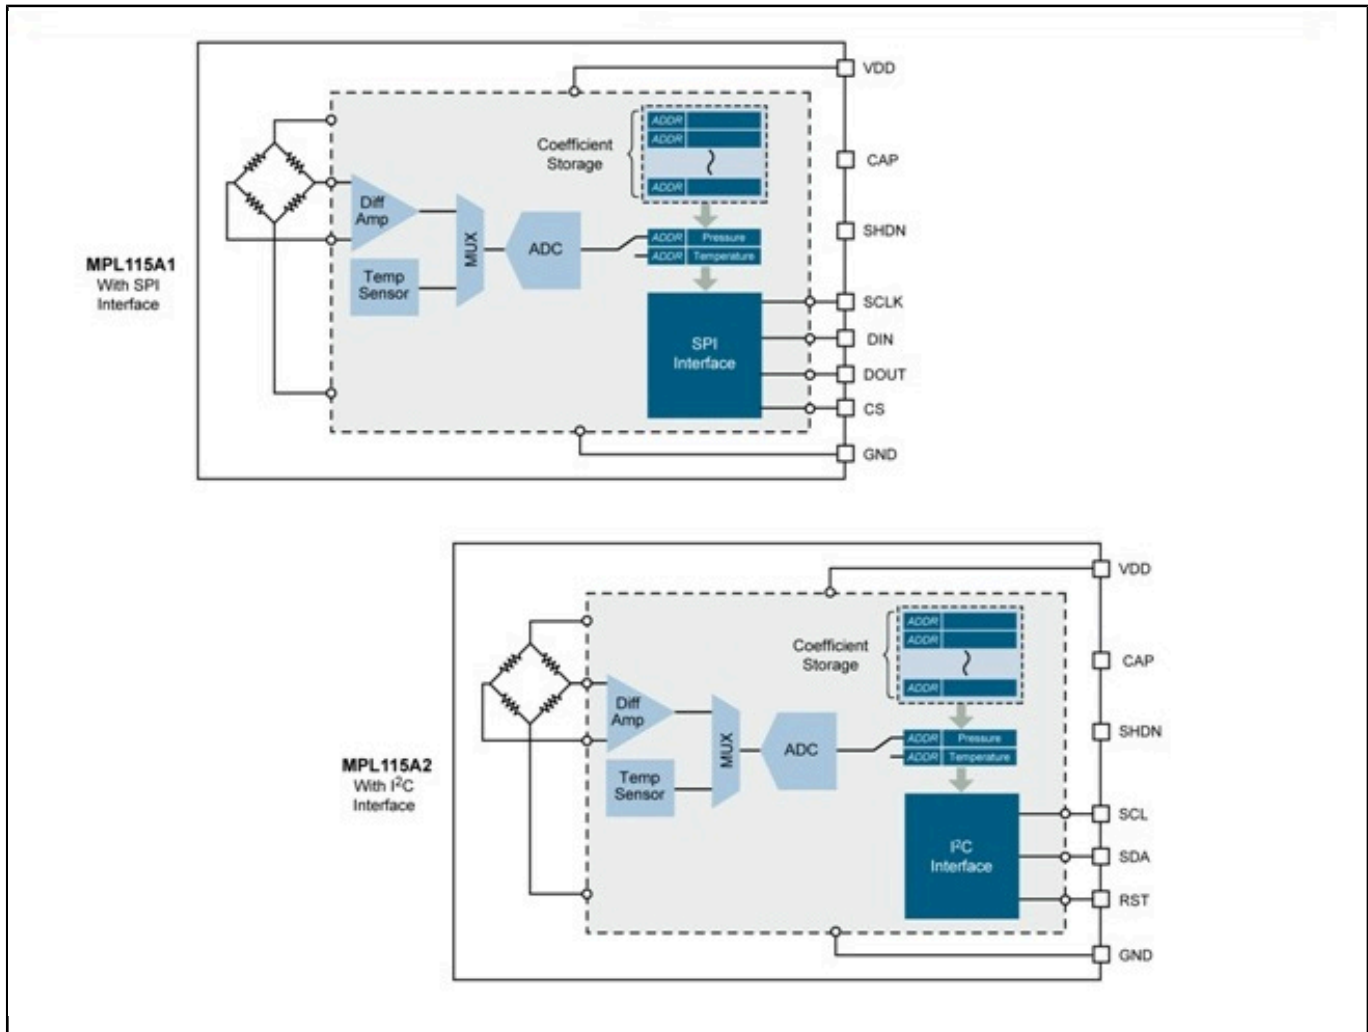 VDD
CAP
SHDN
SCLK
DIN
DOUT
CS
GND
Coefficient
Storage
ADDR
ADDR
ADDR
Diff
Amp
MUX
ADC
ADDR Pressure
ADDR Temperature
Temp
Sensor
SPI
Interface
MPL115A1
With SPI
Interface
VDD
CAP
SHDN
SCL
SDA
RST
GND
Coefficient
Storage
ADDR
ADDR
ADDR
Diff
Amp
MUX
ADC
ADDR Pressure
ADDR Temperature
Temp
Sensor
I²C
Interface
MPL115A2
With I²C
Interface